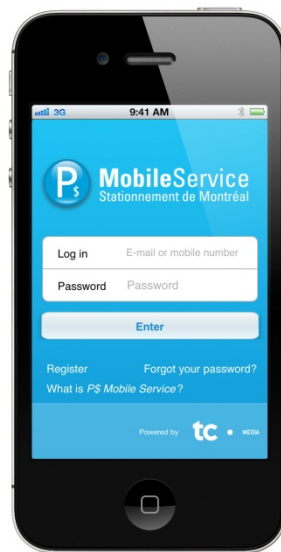 3G 9:41 AM
P$
MobileService
Stationnement de Montréal
Log in E-mail or mobile number
Password Password
Enter
Register Forgot your password?
What is P$ Mobile Service?
Powered by tc • MEDIA